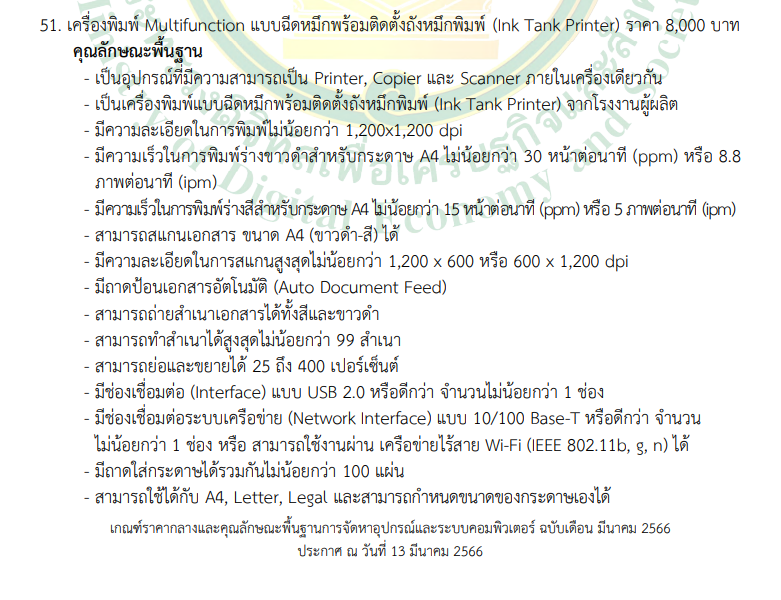 51. เครื่องพิมพ์ Multifunction แบบฉีดหมึกพร้อมติดตั้งถังหมึกพิมพ์ (Ink Tank Printer) ราคา 8,000 บาท
คุณลักษณะพื้นฐาน
- เป็นอุปกรณ์ที่มีความสามารถเป็น Printer, Copier และ Scanner ภายในเครื่องเดียวกัน
- เป็นเครื่องพิมพ์แบบฉีดหมึกพร้อมติดตั้งถังหมึกพิมพ์ (Ink Tank Printer) จากโรงงานผู้ผลิต
- มีความละเอียดในการพิมพ์ไม่น้อยกว่า 1,200x1,200 dpi
- มีความเร็วในการพิมพ์ร่างขาวดำสำหรับกระดาษ A4 ไม่น้อยกว่า 30 หน้าต่อนาที (ppm) หรือ 8.8
ภาพต่อนาที (ipm)
- มีความเร็วในการพิมพ์ร่างสีสำหรับกระดาษ A4 ไม่น้อยกว่า 15 หน้าต่อนาที (ppm) หรือ 5 ภาพต่อนาที (ipm)
- สามารถสแกนเอกสาร ขนาด A4 (ขาวดำ-สี) ได้
- มีความละเอียดในการสแกนสูงสุดไม่น้อยกว่า 1,200 x 600 หรือ 600 x 1,200 dpi
- มีถาดป้อนเอกสารอัตโนมัติ (Auto Document Feed)
- สามารถถ่ายสำเนาเอกสารได้ทั้งสีและขาวดำ
- สามารถทำสำเนาได้สูงสุดไม่น้อยกว่า 99 สำเนา
- สามารถย่อและขยายได้ 25 ถึง 400 เปอร์เซ็นต์
- มีช่องเชื่อมต่อ (Interface) แบบ USB 2.0 หรือดีกว่า จำนวนไม่น้อยกว่า 1 ช่อง
- มีช่องเชื่อมต่อระบบเครือข่าย (Network Interface) แบบ 10/100 Base-T หรือดีกว่า จำนวน
ไม่น้อยกว่า 1 ช่อง หรือ สามารถใช้งานผ่าน เครือข่ายไร้สาย Wi-Fi (IEEE 802.11b, g, n) ได้
- มีถาดใส่กระดาษได้รวมกันไม่น้อยกว่า 100 แผ่น
- สามารถใช้ได้กับ A4, Letter, Legal และสามารถกำหนดขนาดของกระดาษเองได้
เกณฑ์ราคากลางและคุณลักษณะพื้นฐานการจัดหาอุปกรณ์และระบบคอมพิวเตอร์ ฉบับเดือน มีนาคม 2566
ประกาศ ณ วันที่ 13 มีนาคม 2566